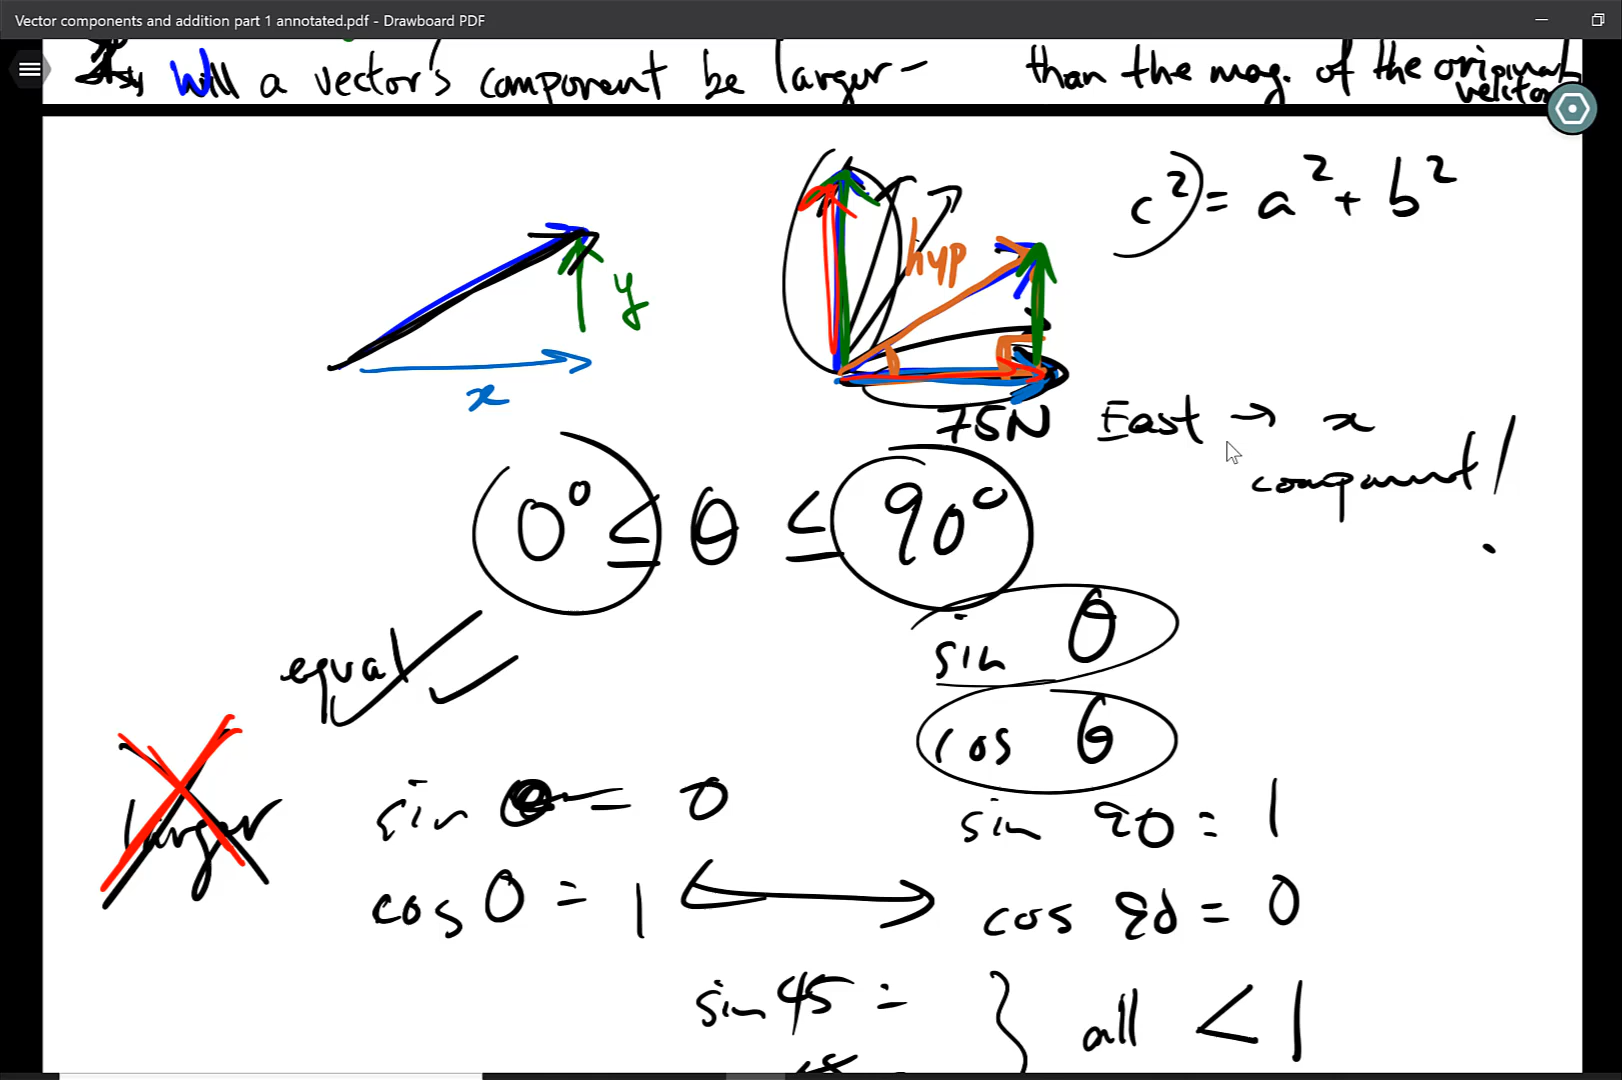 Vector components and addition part 1 annotated.pdf - Drawboard PDF
Will a vector's component be larger - than the mag. of the original vector
c² = a² + b²
hyp
y
x
75N East → x
component!
0° ≤ θ ≤ 90°
sin θ
equal
cos θ
larger
sin 0 = 0
sin 90 = 1
cos 0 = 1
cos 90 = 0
sin 45 =
} all < 1